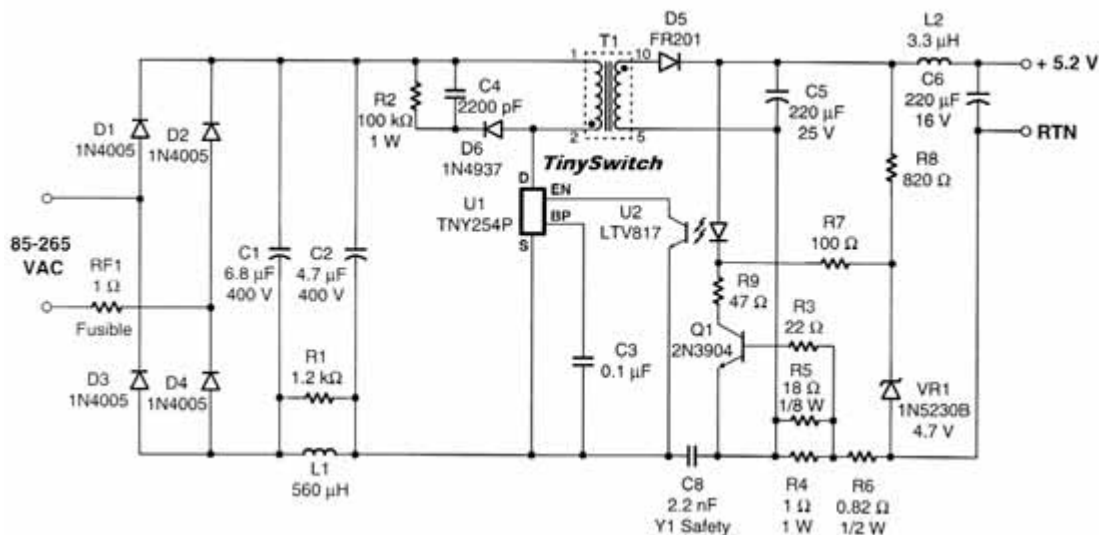 D5
FR201
L2
3.3 µH
T1
1
10
+ 5.2 V
C4
2200 pF
R2
100 kΩ
1 W
C5
220 µF
25 V
C6
220 µF
16 V
D1
1N4005
D2
1N4005
2
5
RTN
D6
1N4937
TinySwitch
R8
820 Ω
D
EN
U1
TNY254P
BP
S
U2
LTV817
R7
100 Ω
85-265
VAC
RF1
1 Ω
Fusible
C1
6.8 µF
400 V
C2
4.7 µF
400 V
R9
47 Ω
R3
22 Ω
Q1
2N3904
C3
0.1 µF
R1
1.2 kΩ
R5
18 Ω
1/8 W
D3
1N4005
D4
1N4005
VR1
1N5230B
4.7 V
L1
560 µH
C8
2.2 nF
Y1 Safety
R4
1 Ω
1 W
R6
0.82 Ω
1/2 W